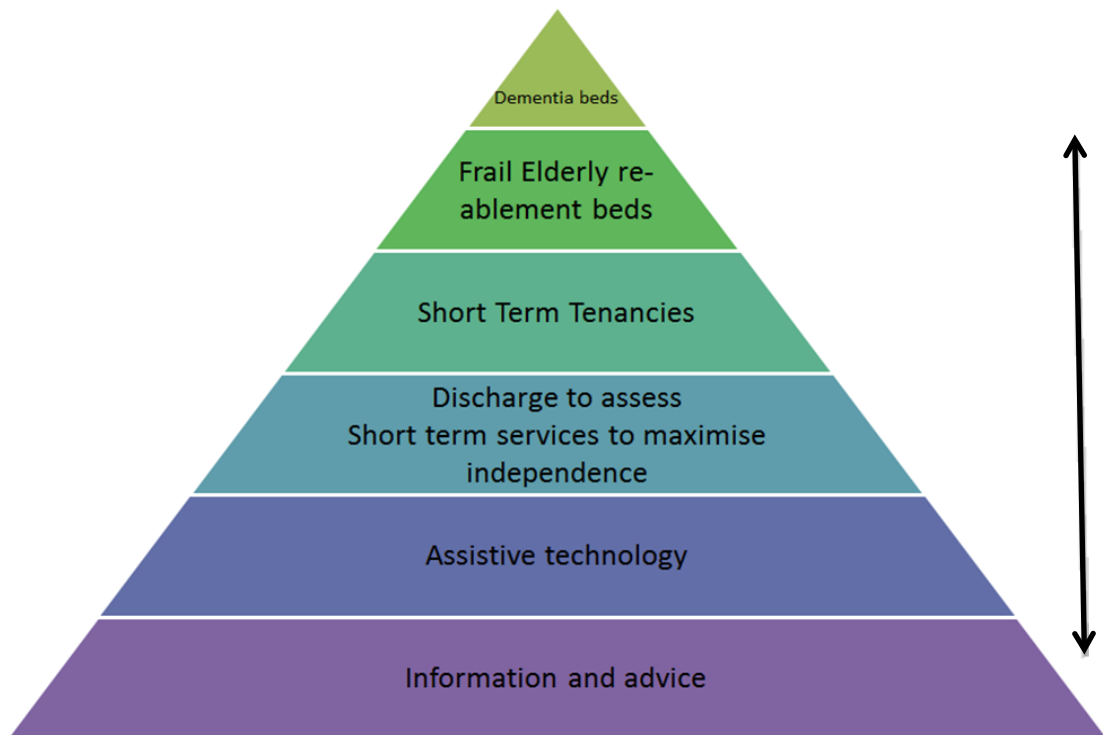 Dementia beds
Frail Elderly re-
ablement beds
Short Term Tenancies
Discharge to assess
Short term services to maximise
independence
Assistive technology
Information and advice